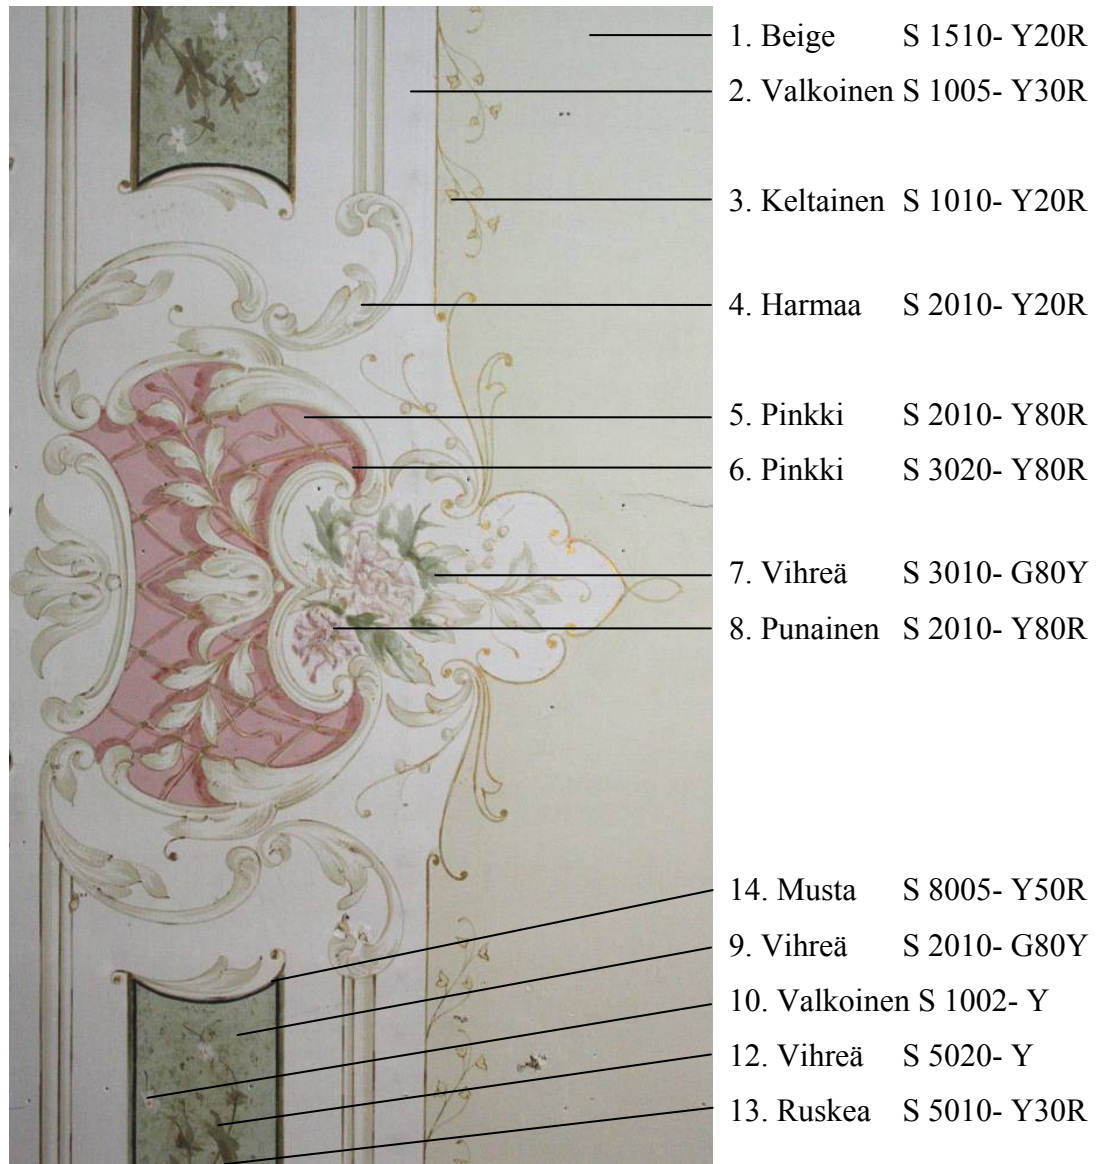 1. Beige S 1510- Y20R
2. Valkoinen S 1005- Y30R
3. Keltainen S 1010- Y20R
4. Harmaa S 2010- Y20R
5. Pinkki S 2010- Y80R
6. Pinkki S 3020- Y80R
7. Vihreä S 3010- G80Y
8. Punainen S 2010- Y80R
14. Musta S 8005- Y50R
9. Vihreä S 2010- G80Y
10. Valkoinen S 1002- Y
12. Vihreä S 5020- Y
13. Ruskea S 5010- Y30R